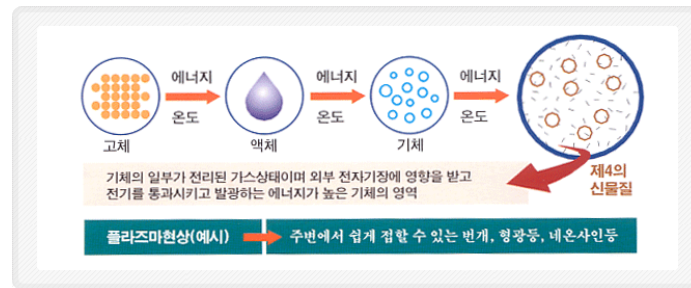 에너지
온도
에너지
온도
에너지
온도
고체
액체
기체
제4의
신물질
기체의 일부가 전리된 가스상태이며 외부 전자기장에 영향을 받고
전기를 통과시키고 발광하는 에너지가 높은 기체의 영역
플라즈마현상(예시)
주변에서 쉽게 접할 수 있는 번개, 형광등, 네온사인등